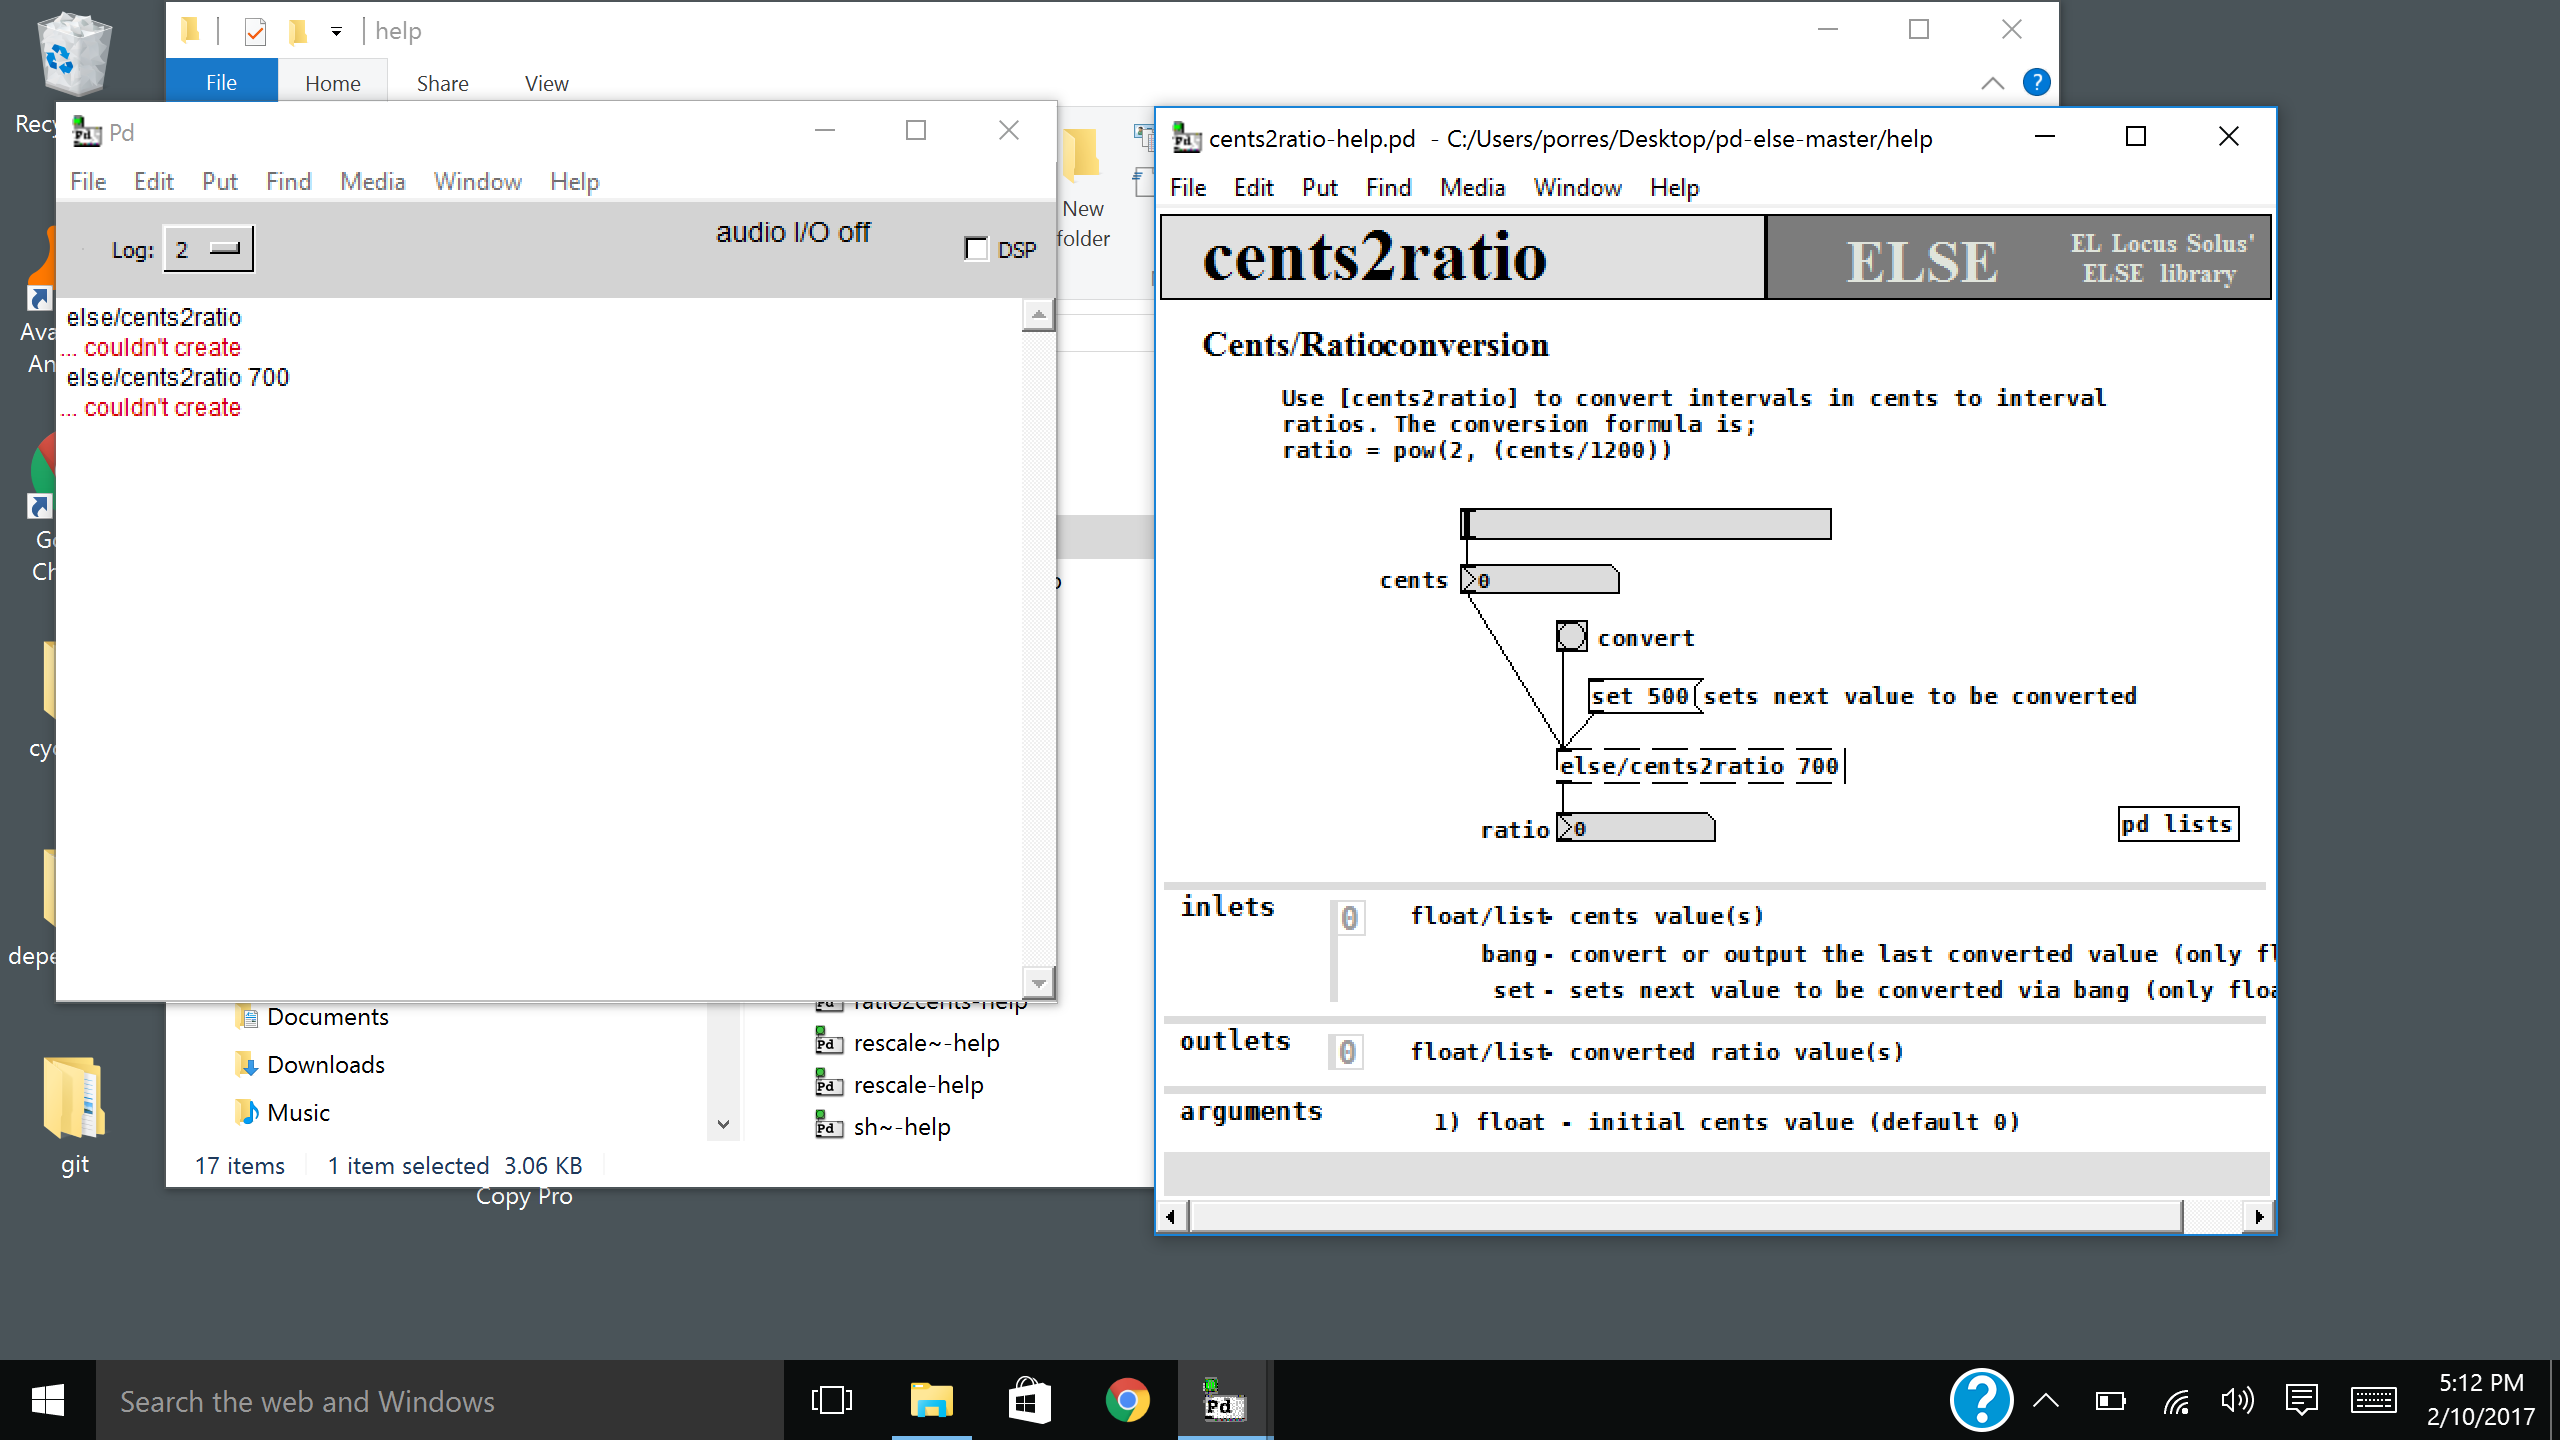 help
File Home Share View
Recy
Pd
File Edit Put Find Media Window Help
Log: 2 audio I/O off DSP
else/cents2ratio
... couldn't create
else/cents2ratio 700
... couldn't create
New
folder
Ava
An
Go
Ch
cyc
depe
git
ratio2cents-help
Documents
rescale~-help
Downloads
rescale-help
Music
sh~-help
17 items 1 item selected 3.06 KB
Copy Pro
cents2ratio-help.pd - C:/Users/porres/Desktop/pd-else-master/help
File Edit Put Find Media Window Help
cents2ratio
ELSE
EL Locus Solus'
ELSE library
Cents/Ratioconversion
Use [cents2ratio] to convert intervals in cents to interval
ratios. The conversion formula is;
ratio = pow(2, (cents/1200))
cents 0
convert
set 500 sets next value to be converted
else/cents2ratio 700
ratio 0
pd lists
inlets 0 float/list- cents value(s)
bang - convert or output the last converted value (only fl
set - sets next value to be converted via bang (only floa
outlets 0 float/list- converted ratio value(s)
arguments 1) float - initial cents value (default 0)
Search the web and Windows
Pd
5:12 PM
2/10/2017